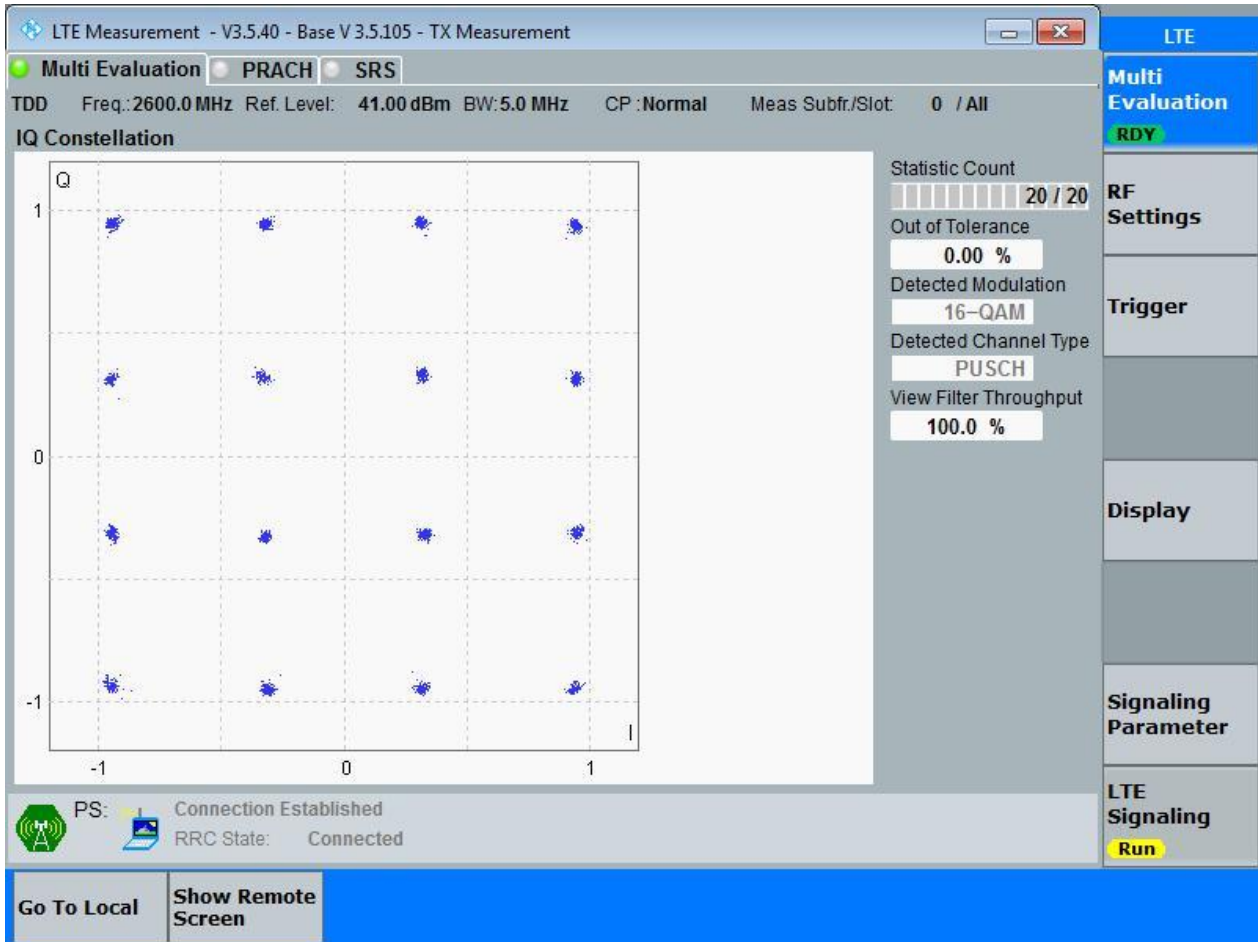 LTE Measurement - V3.5.40 - Base V 3.5.105 - TX Measurement
Multi Evaluation PRACH SRS
TDD Freq.: 2600.0 MHz Ref. Level: 41.00 dBm BW: 5.0 MHz CP : Normal Meas Subfr./Slot: 0 / All
IQ Constellation
Q
1
0
-1
I
-1 0 1
Statistic Count
20 / 20
Out of Tolerance
0.00 %
Detected Modulation
16-QAM
Detected Channel Type
PUSCH
View Filter Throughput
100.0 %
PS: Connection Established
RRC State: Connected
LTE
Multi
Evaluation
RDY
RF
Settings
Trigger
Display
Signaling
Parameter
LTE
Signaling
Run
Go To Local
Show Remote
Screen